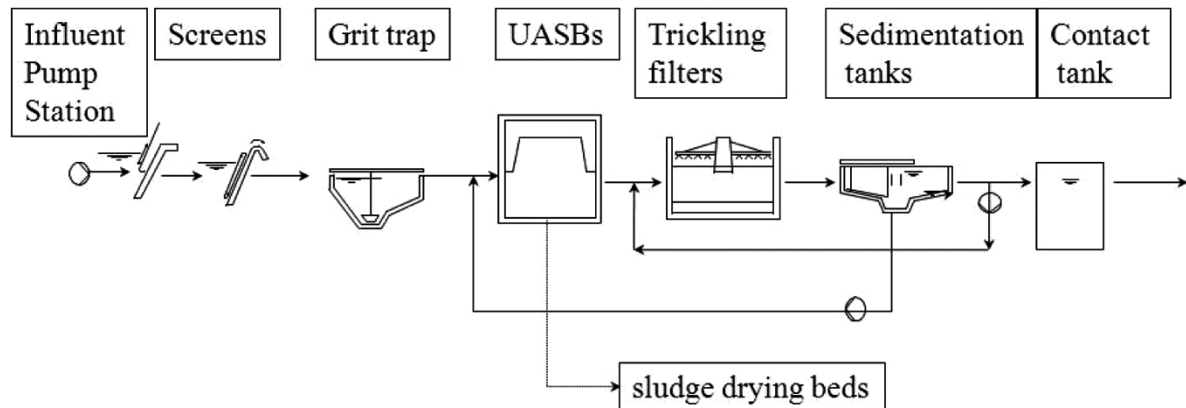 Influent
Pump
Station
Screens
Grit trap
UASBs
Trickling
filters
Sedimentation
tanks
Contact
tank
sludge drying beds